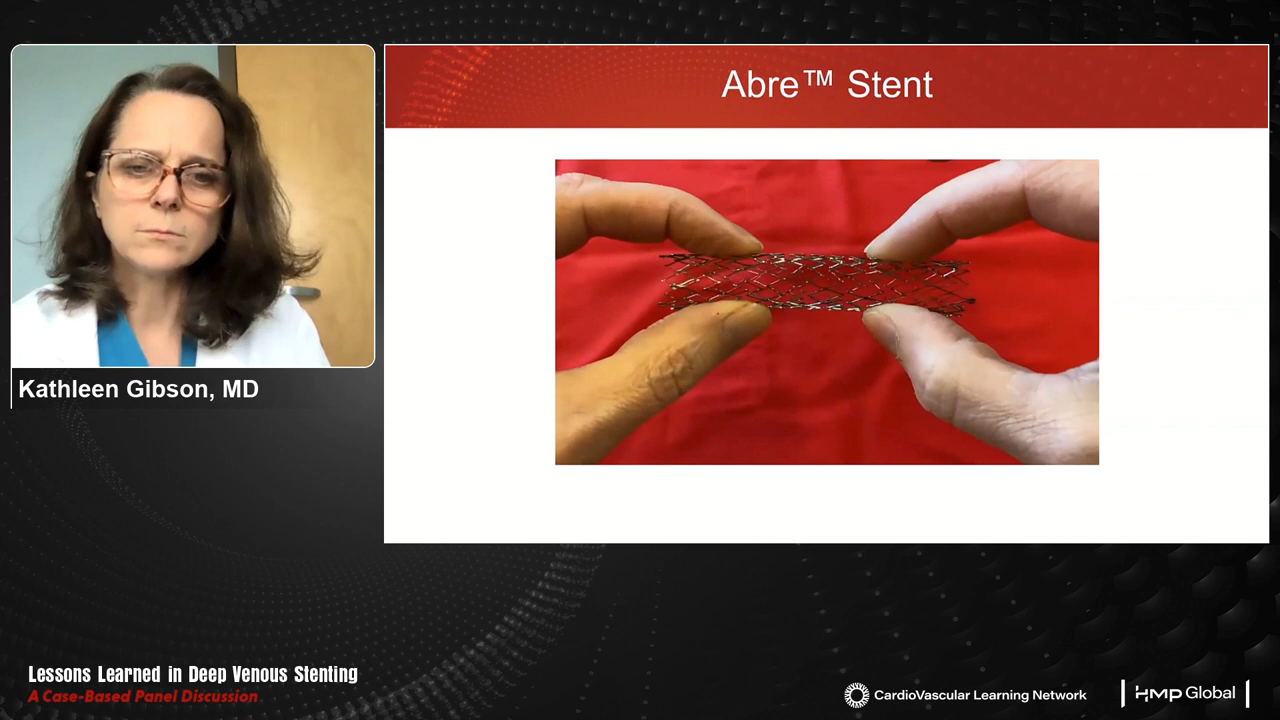 Abre™ Stent
Kathleen Gibson, MD
Lessons Learned in Deep Venous Stenting
A Case-Based Panel Discussion
CardioVascular Learning Network
HMP Global